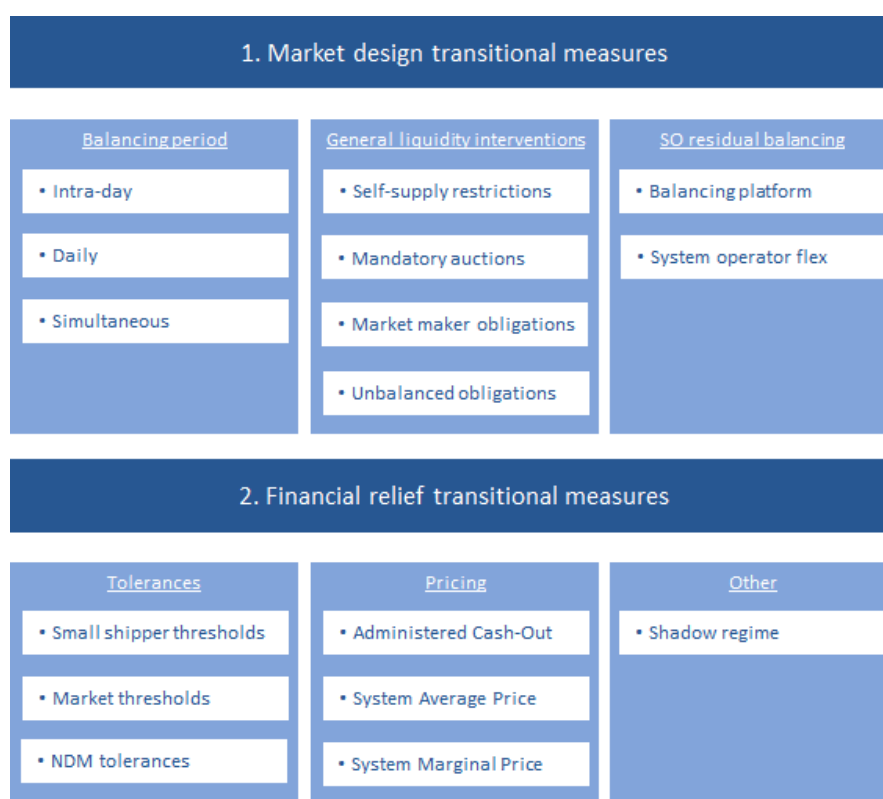 1. Market design transitional measures
Balancing period
• Intra-day
• Daily
• Simultaneous
General liquidity interventions
• Self-supply restrictions
• Mandatory auctions
• Market maker obligations
• Unbalanced obligations
SO residual balancing
• Balancing platform
• System operator flex
2. Financial relief transitional measures
Tolerances
• Small shipper thresholds
• Market thresholds
• NDM tolerances
Pricing
• Administered Cash-Out
• System Average Price
• System Marginal Price
Other
• Shadow regime